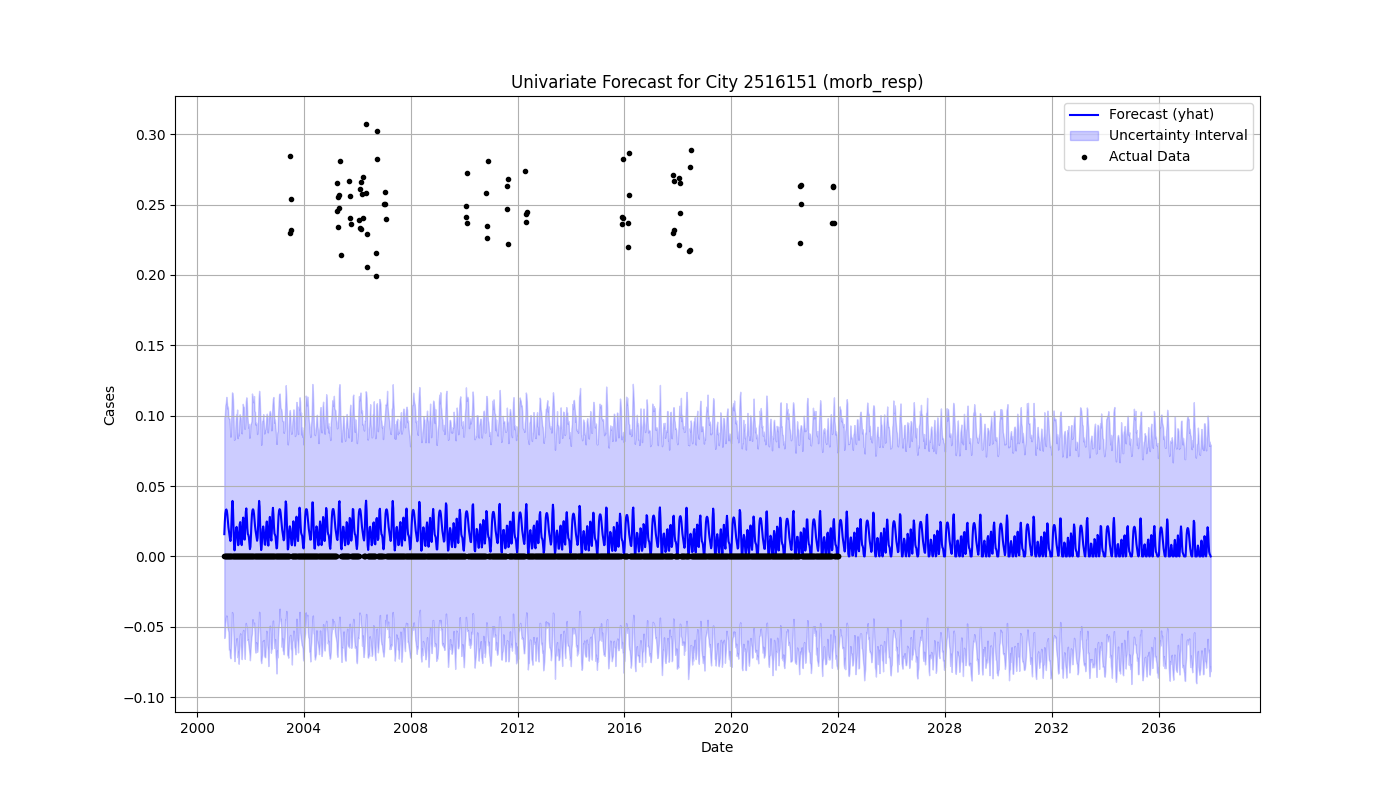 Univariate Forecast for City 2516151 (morb_resp)
Forecast (yhat)
Uncertainty Interval
Actual Data
Cases
0.30
0.25
0.20
0.15
0.10
0.05
0.00
−0.05
−0.10
2000 2004 2008 2012 2016 2020 2024 2028 2032 2036
Date